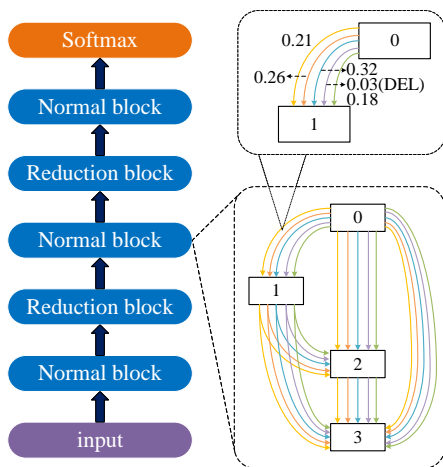 Softmax
Normal block
Reduction block
Normal block
Reduction block
Normal block
input
0.21
0
0.26
0.32
0.03(DEL)
0.18
1
0
1
2
3